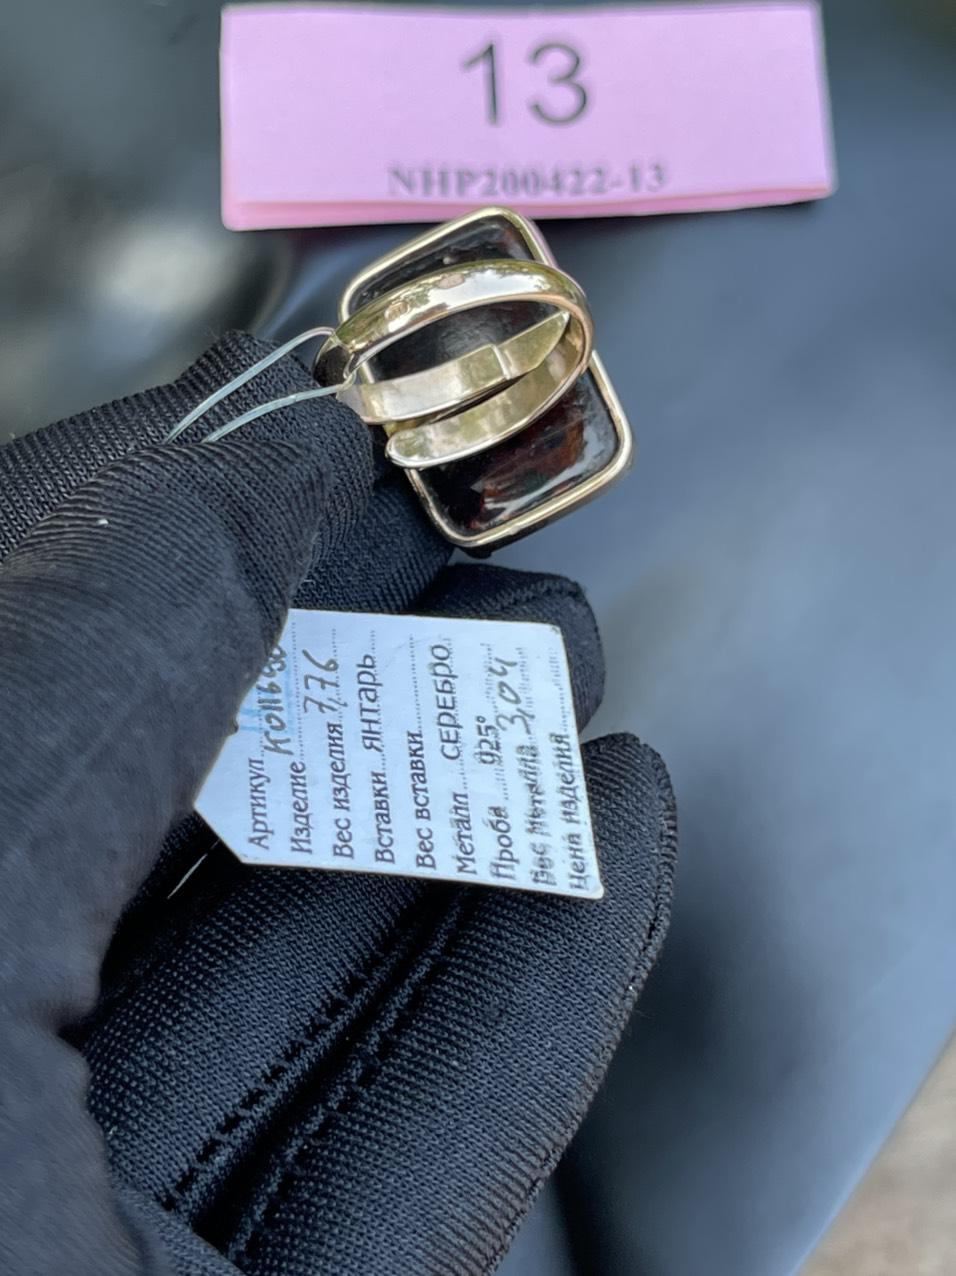 13
NHP200422-13
Артикул
Изделие
Вес изделия 7.76
Вставки ЯНТАРЬ
Вес вставки
Металл СЕРЕБРО
Проба 925°
Вес Металла 3,04
Цена изделия